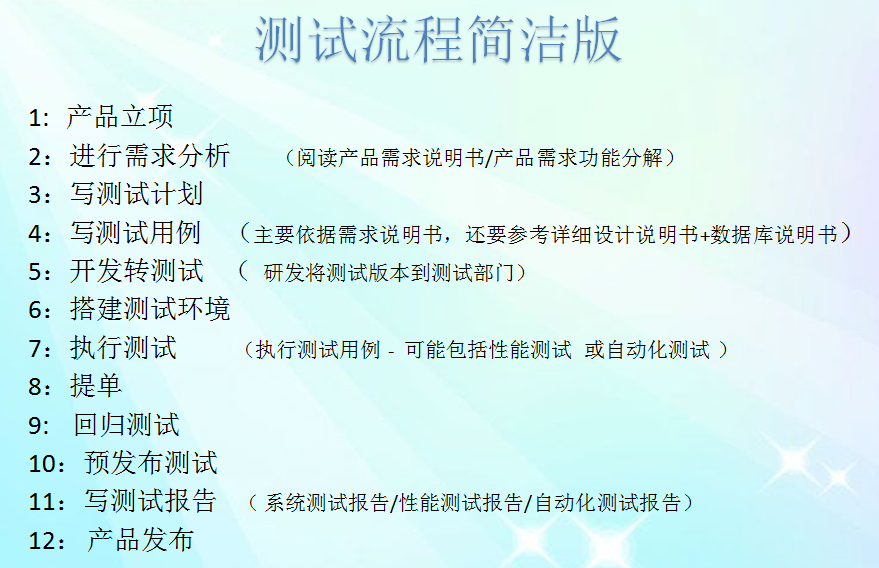 测试流程简洁版
1：产品立项
2：进行需求分析 （阅读产品需求说明书/产品需求功能分解）
3：写测试计划
4：写测试用例 （主要依据需求说明书，还要参考详细设计说明书+数据库说明书）
5：开发转测试 （ 研发将测试版本到测试部门）
6：搭建测试环境
7：执行测试 （执行测试用例 - 可能包括性能测试 或自动化测试 ）
8：提单
9: 回归测试
10：预发布测试
11：写测试报告 （ 系统测试报告/性能测试报告/自动化测试报告）
12： 产品发布